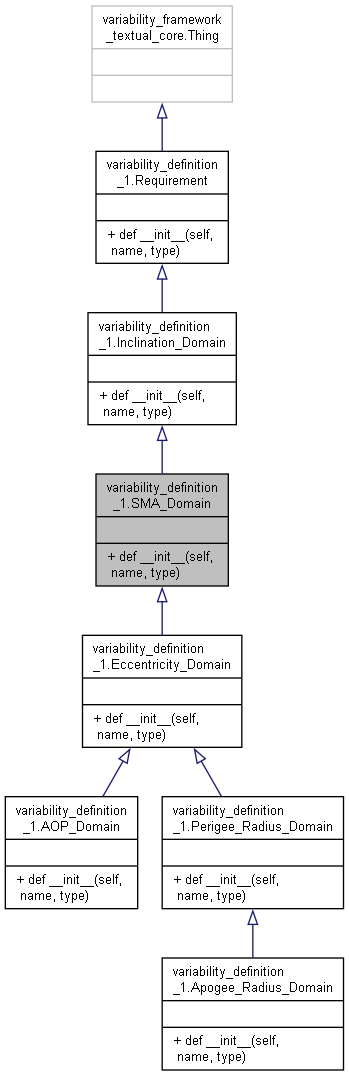 variability_framework
_textual_core.Thing
variability_definition
_1.Requirement
+ def __init__(self,
name, type)
variability_definition
_1.Inclination_Domain
+ def __init__(self,
name, type)
variability_definition
_1.SMA_Domain
+ def __init__(self,
name, type)
variability_definition
_1.Eccentricity_Domain
+ def __init__(self,
name, type)
variability_definition
_1.AOP_Domain
+ def __init__(self,
name, type)
variability_definition
_1.Perigee_Radius_Domain
+ def __init__(self,
name, type)
variability_definition
_1.Apogee_Radius_Domain
+ def __init__(self,
name, type)